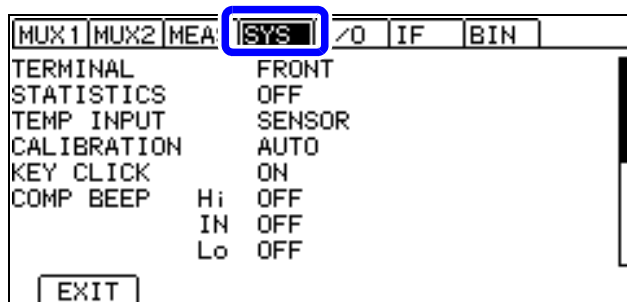 MUX1 MUX2 MEA SYS /O IF BIN
TERMINAL FRONT
STATISTICS OFF
TEMP INPUT SENSOR
CALIBRATION AUTO
KEY CLICK ON
COMP BEEP Hi OFF
IN OFF
Lo OFF
EXIT